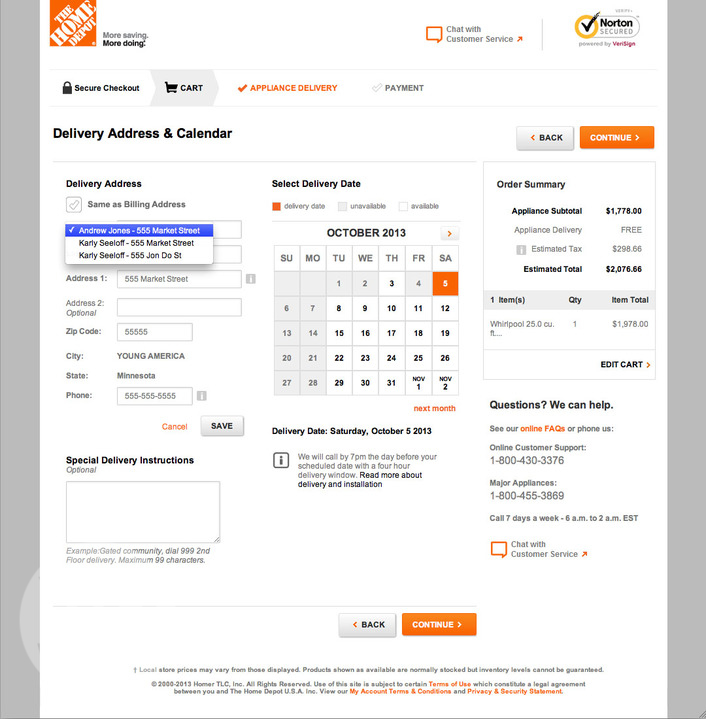 THE HOME DEPOT
More saving.
More doing.
Chat with
Customer Service
Norton
SECURED
powered by VeriSign
Secure Checkout
CART
APPLIANCE DELIVERY
PAYMENT
Delivery Address & Calendar
BACK
CONTINUE
Delivery Address
Same as Billing Address
Andrew Jones - 555 Market Street
Karly Seeloff - 555 Market Street
Karly Seeloff - 555 Jon Do St
Address 1:
555 Market Street
Address 2:
Optional
Zip Code:
55555
City:
YOUNG AMERICA
State:
Minnesota
Phone:
555-555-5555
Cancel
SAVE
Special Delivery Instructions
Optional
Example:Gated community, dial 999 2nd
Floor delivery. Maximum 99 characters.
Select Delivery Date
delivery date
unavailable
available
OCTOBER 2013
SU MO TU WE TH FR SA
1 2 3 4 5
6 7 8 9 10 11 12
13 14 15 16 17 18 19
20 21 22 23 24 25 26
27 28 29 30 31 NOV 1 NOV 2
next month
Delivery Date: Saturday, October 5 2013
We will call by 7pm the day before your
scheduled date with a four hour
delivery window. Read more about
delivery and installation
Order Summary
Appliance Subtotal $1,778.00
Appliance Delivery FREE
Estimated Tax $298.66
Estimated Total $2,076.66
1 Item(s) Qty Item Total
Whirlpool 25.0 cu. 1 $1,978.00
ft....
EDIT CART
Questions? We can help.
See our online FAQs or phone us:
Online Customer Support:
1-800-430-3376
Major Appliances:
1-800-455-3869
Call 7 days a week - 6 a.m. to 2 a.m. EST
Chat with
Customer Service
BACK
CONTINUE
† Local store prices may vary from those displayed. Products shown as available are normally stocked but inventory levels cannot be guaranteed.
© 2000-2013 Homer TLC, Inc. All Rights Reserved. Use of this site is subject to certain Terms of Use which constitute a legal agreement
between you and The Home Depot U.S.A. Inc. View our My Account Terms & Conditions and Privacy & Security Statement.